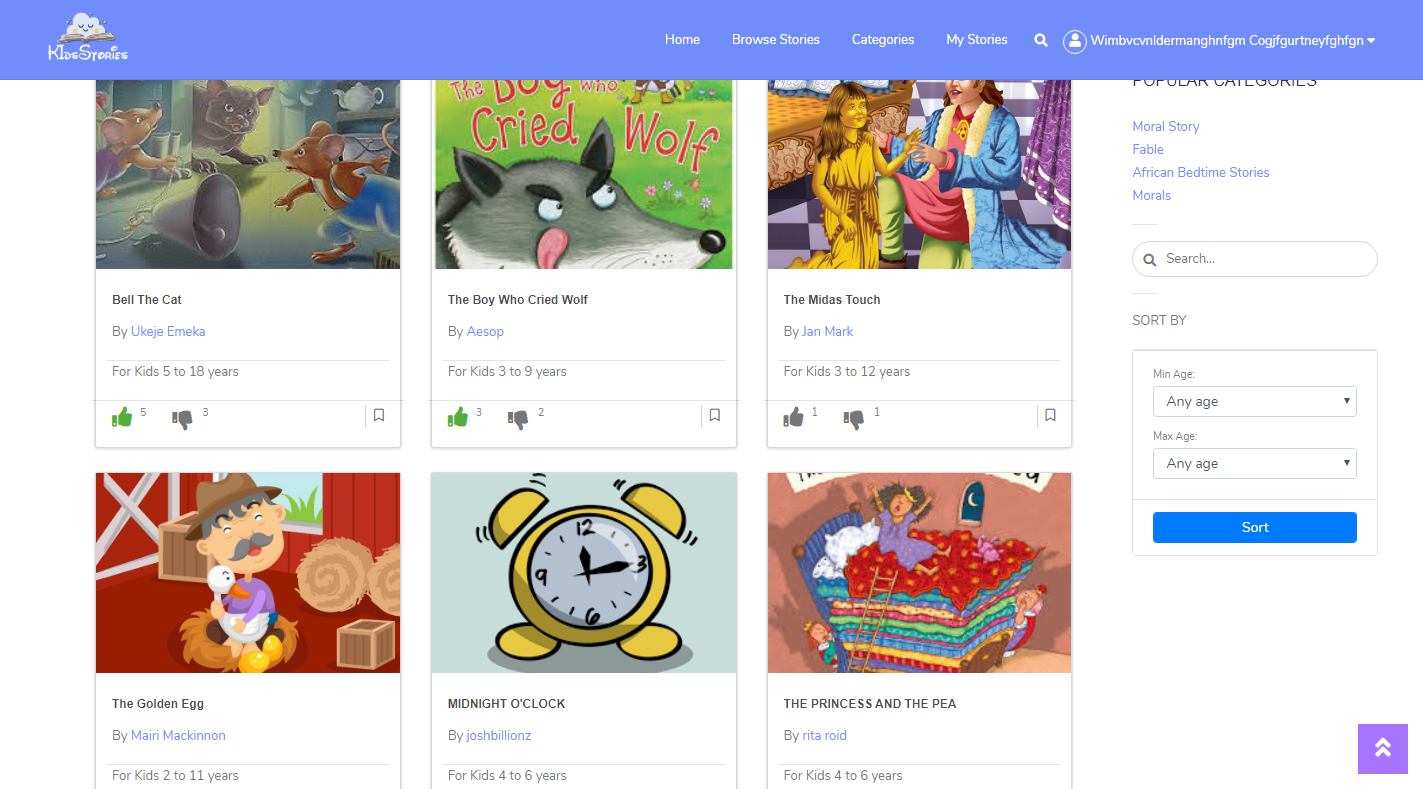 KIdsStories
Home
Browse Stories
Categories
My Stories
Wimbvcvnldermanghnfgm Cogjfgurtneyfghfgn
The Boy Who
Cried Wolf
Bell The Cat
By Ukeje Emeka
For Kids 5 to 18 years
5
3
The Boy Who Cried Wolf
By Aesop
For Kids 3 to 9 years
3
2
The Midas Touch
By Jan Mark
For Kids 3 to 12 years
1
1
12
3
6
9
The Golden Egg
By Mairi Mackinnon
For Kids 2 to 11 years
MIDNIGHT O'CLOCK
By joshbillionz
For Kids 4 to 6 years
THE PRINCESS AND THE PEA
By rita roid
For Kids 4 to 6 years
POPULAR CATEGORIES
Moral Story
Fable
African Bedtime Stories
Morals
Search...
SORT BY
Min Age:
Any age
Max Age:
Any age
Sort